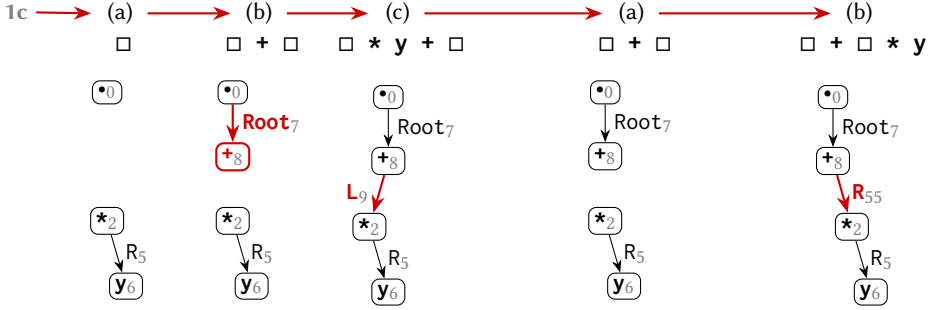 1c (a) (b) (c) (a) (b)
□ □ + □ □ * y + □ □ + □ □ + □ * y
•0 •0 •0 •0 •0
Root7 Root7 Root7 Root7
+8 +8 +8 +8
L9 R55
*2 *2 *2 *2 *2
R5 R5 R5 R5 R5
y6 y6 y6 y6 y6